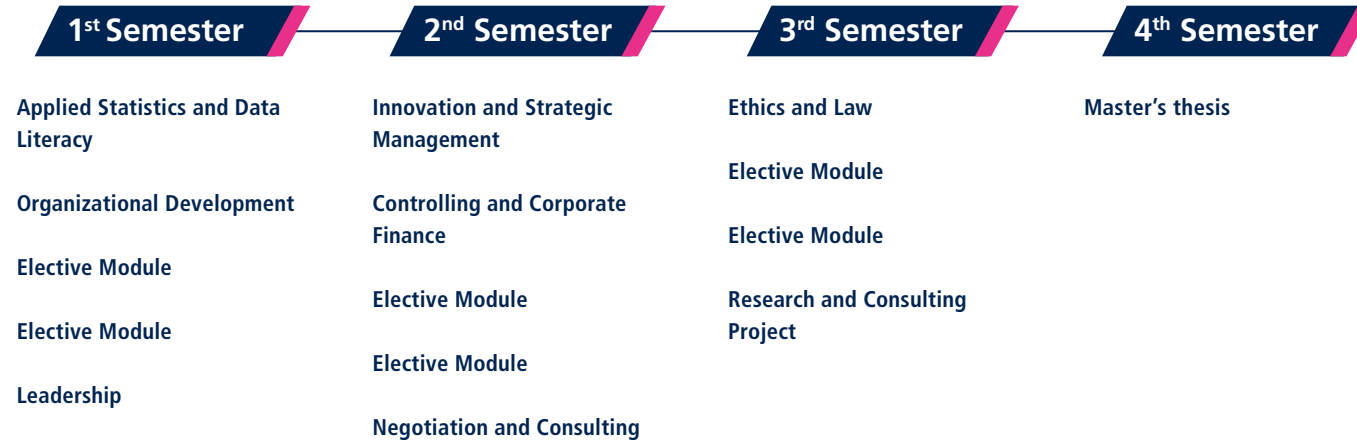 1st Semester
2nd Semester
3rd Semester
4th Semester
Applied Statistics and Data
Literacy
Organizational Development
Elective Module
Elective Module
Leadership
Innovation and Strategic
Management
Controlling and Corporate
Finance
Elective Module
Elective Module
Negotiation and Consulting
Ethics and Law
Elective Module
Elective Module
Research and Consulting
Project
Master’s thesis